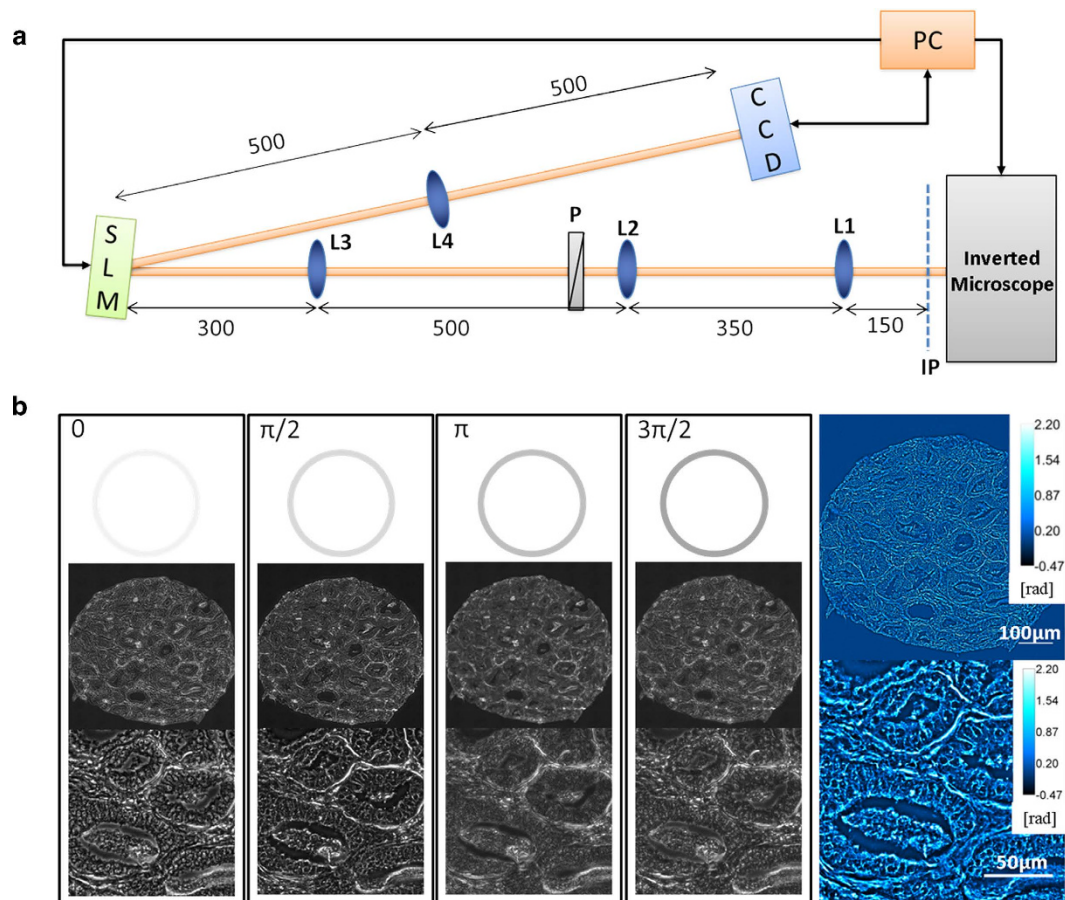 a
PC
500
500
C
C
D
S
L
M
L3
L4
P
L2
L1
Inverted
Microscope
300
500
350
150
IP
b
0
π/2
π
3π/2
2.20
1.54
0.87
0.20
-0.47
[rad]
100µm
2.20
1.54
0.87
0.20
-0.47
[rad]
50µm